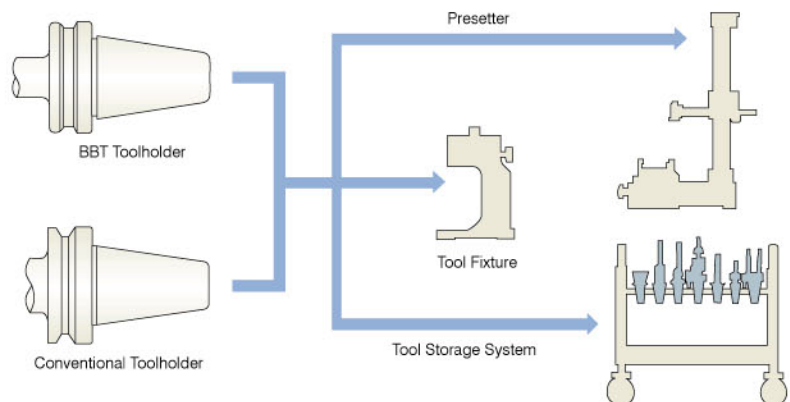 Presetter
BBT Toolholder
Tool Fixture
Conventional Toolholder
Tool Storage System